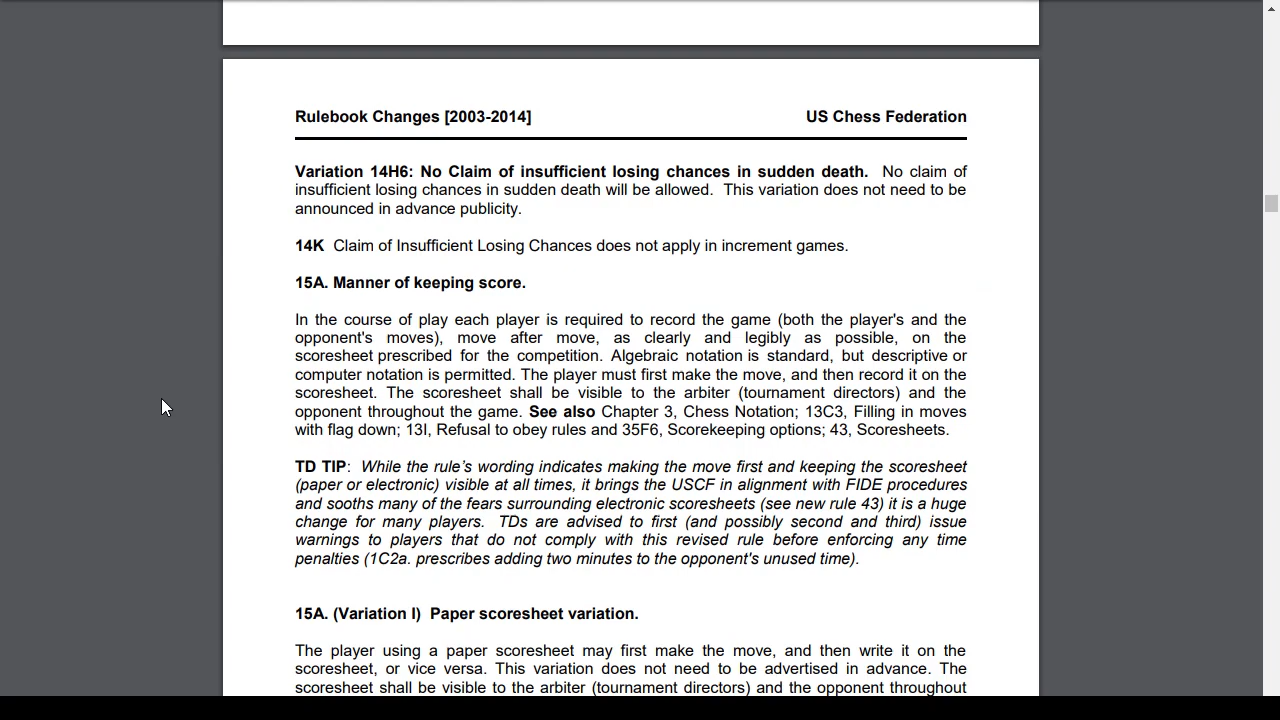 Rulebook Changes [2003-2014] US Chess Federation
Variation 14H6: No Claim of insufficient losing chances in sudden death. No claim of
insufficient losing chances in sudden death will be allowed. This variation does not need to be
announced in advance publicity.
14K Claim of Insufficient Losing Chances does not apply in increment games.
15A. Manner of keeping score.
In the course of play each player is required to record the game (both the player's and the
opponent's moves), move after move, as clearly and legibly as possible, on the
scoresheet prescribed for the competition. Algebraic notation is standard, but descriptive or
computer notation is permitted. The player must first make the move, and then record it on the
scoresheet. The scoresheet shall be visible to the arbiter (tournament directors) and the
opponent throughout the game. See also Chapter 3, Chess Notation; 13C3, Filling in moves
with flag down; 13I, Refusal to obey rules and 35F6, Scorekeeping options; 43, Scoresheets.
TD TIP: While the rule's wording indicates making the move first and keeping the scoresheet
(paper or electronic) visible at all times, it brings the USCF in alignment with FIDE procedures
and sooths many of the fears surrounding electronic scoresheets (see new rule 43) it is a huge
change for many players. TDs are advised to first (and possibly second and third) issue
warnings to players that do not comply with this revised rule before enforcing any time
penalties (1C2a. prescribes adding two minutes to the opponent's unused time).
15A. (Variation I) Paper scoresheet variation.
The player using a paper scoresheet may first make the move, and then write it on the
scoresheet, or vice versa. This variation does not need to be advertised in advance. The
scoresheet shall be visible to the arbiter (tournament directors) and the opponent throughout